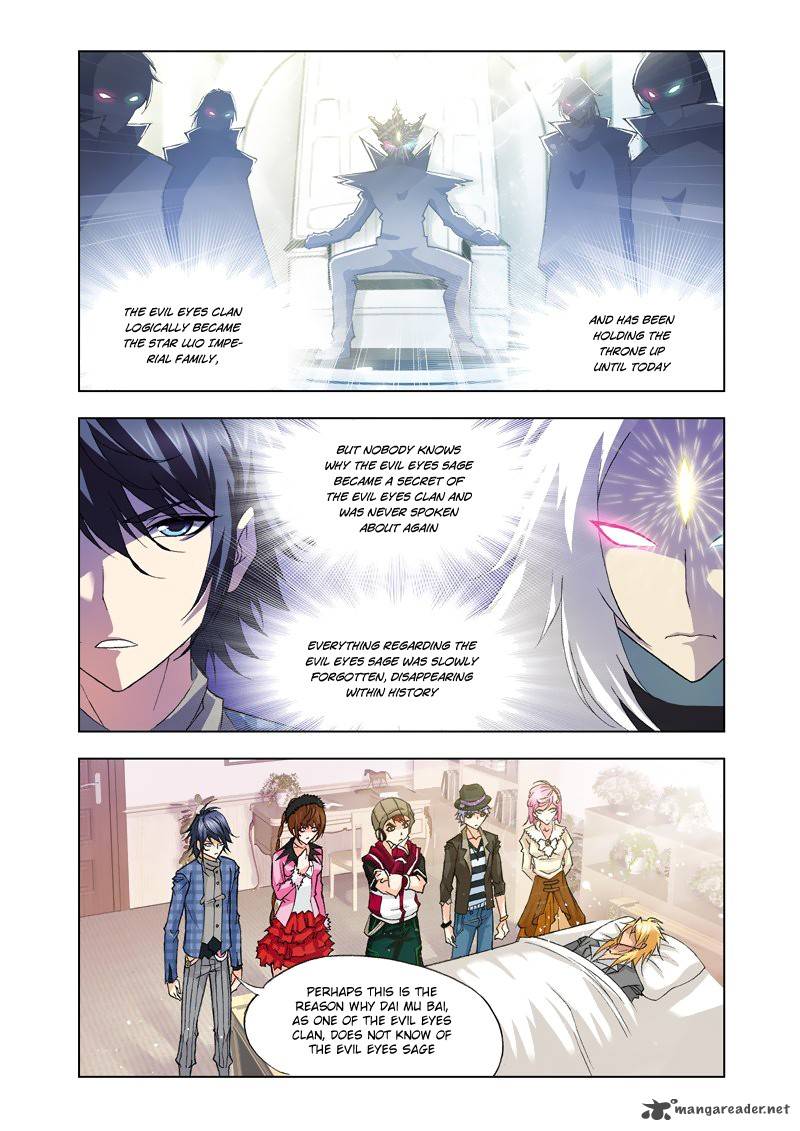 THE EVIL EYES CLAN
LOGICALLY BECAME
THE STAR LUO IMPE-
RIAL FAMILY,
AND HAS BEEN
HOLDING THE
THRONE UP
UNTIL TODAY
BUT NOBODY KNOWS
WHY THE EVIL EYES SAGE
BECAME A SECRET OF
THE EVIL EYES CLAN AND
WAS NEVER SPOKEN
ABOUT AGAIN
EVERYTHING REGARDING THE
EVIL EYES SAGE WAS SLOWLY
FORGOTTEN, DISAPPEARING
WITHIN HISTORY
PERHAPS THIS IS THE
REASON WHY DAI MU BAI,
AS ONE OF THE EVIL EYES
CLAN, DOES NOT KNOW OF
THE EVIL EYES SAGE
mangareader.net